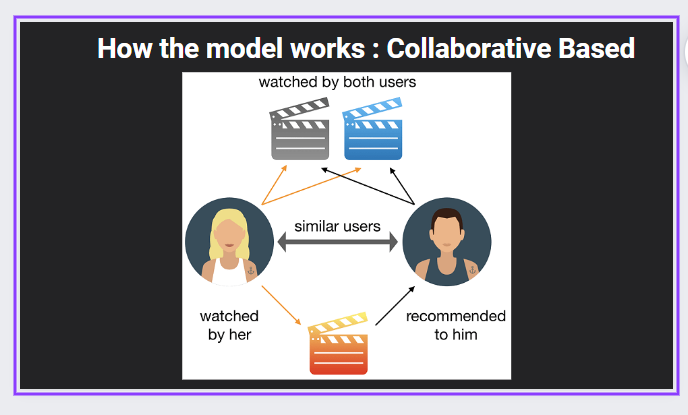 How the model works : Collaborative Based
watched by both users
similar users
watched
by her
recommended
to him